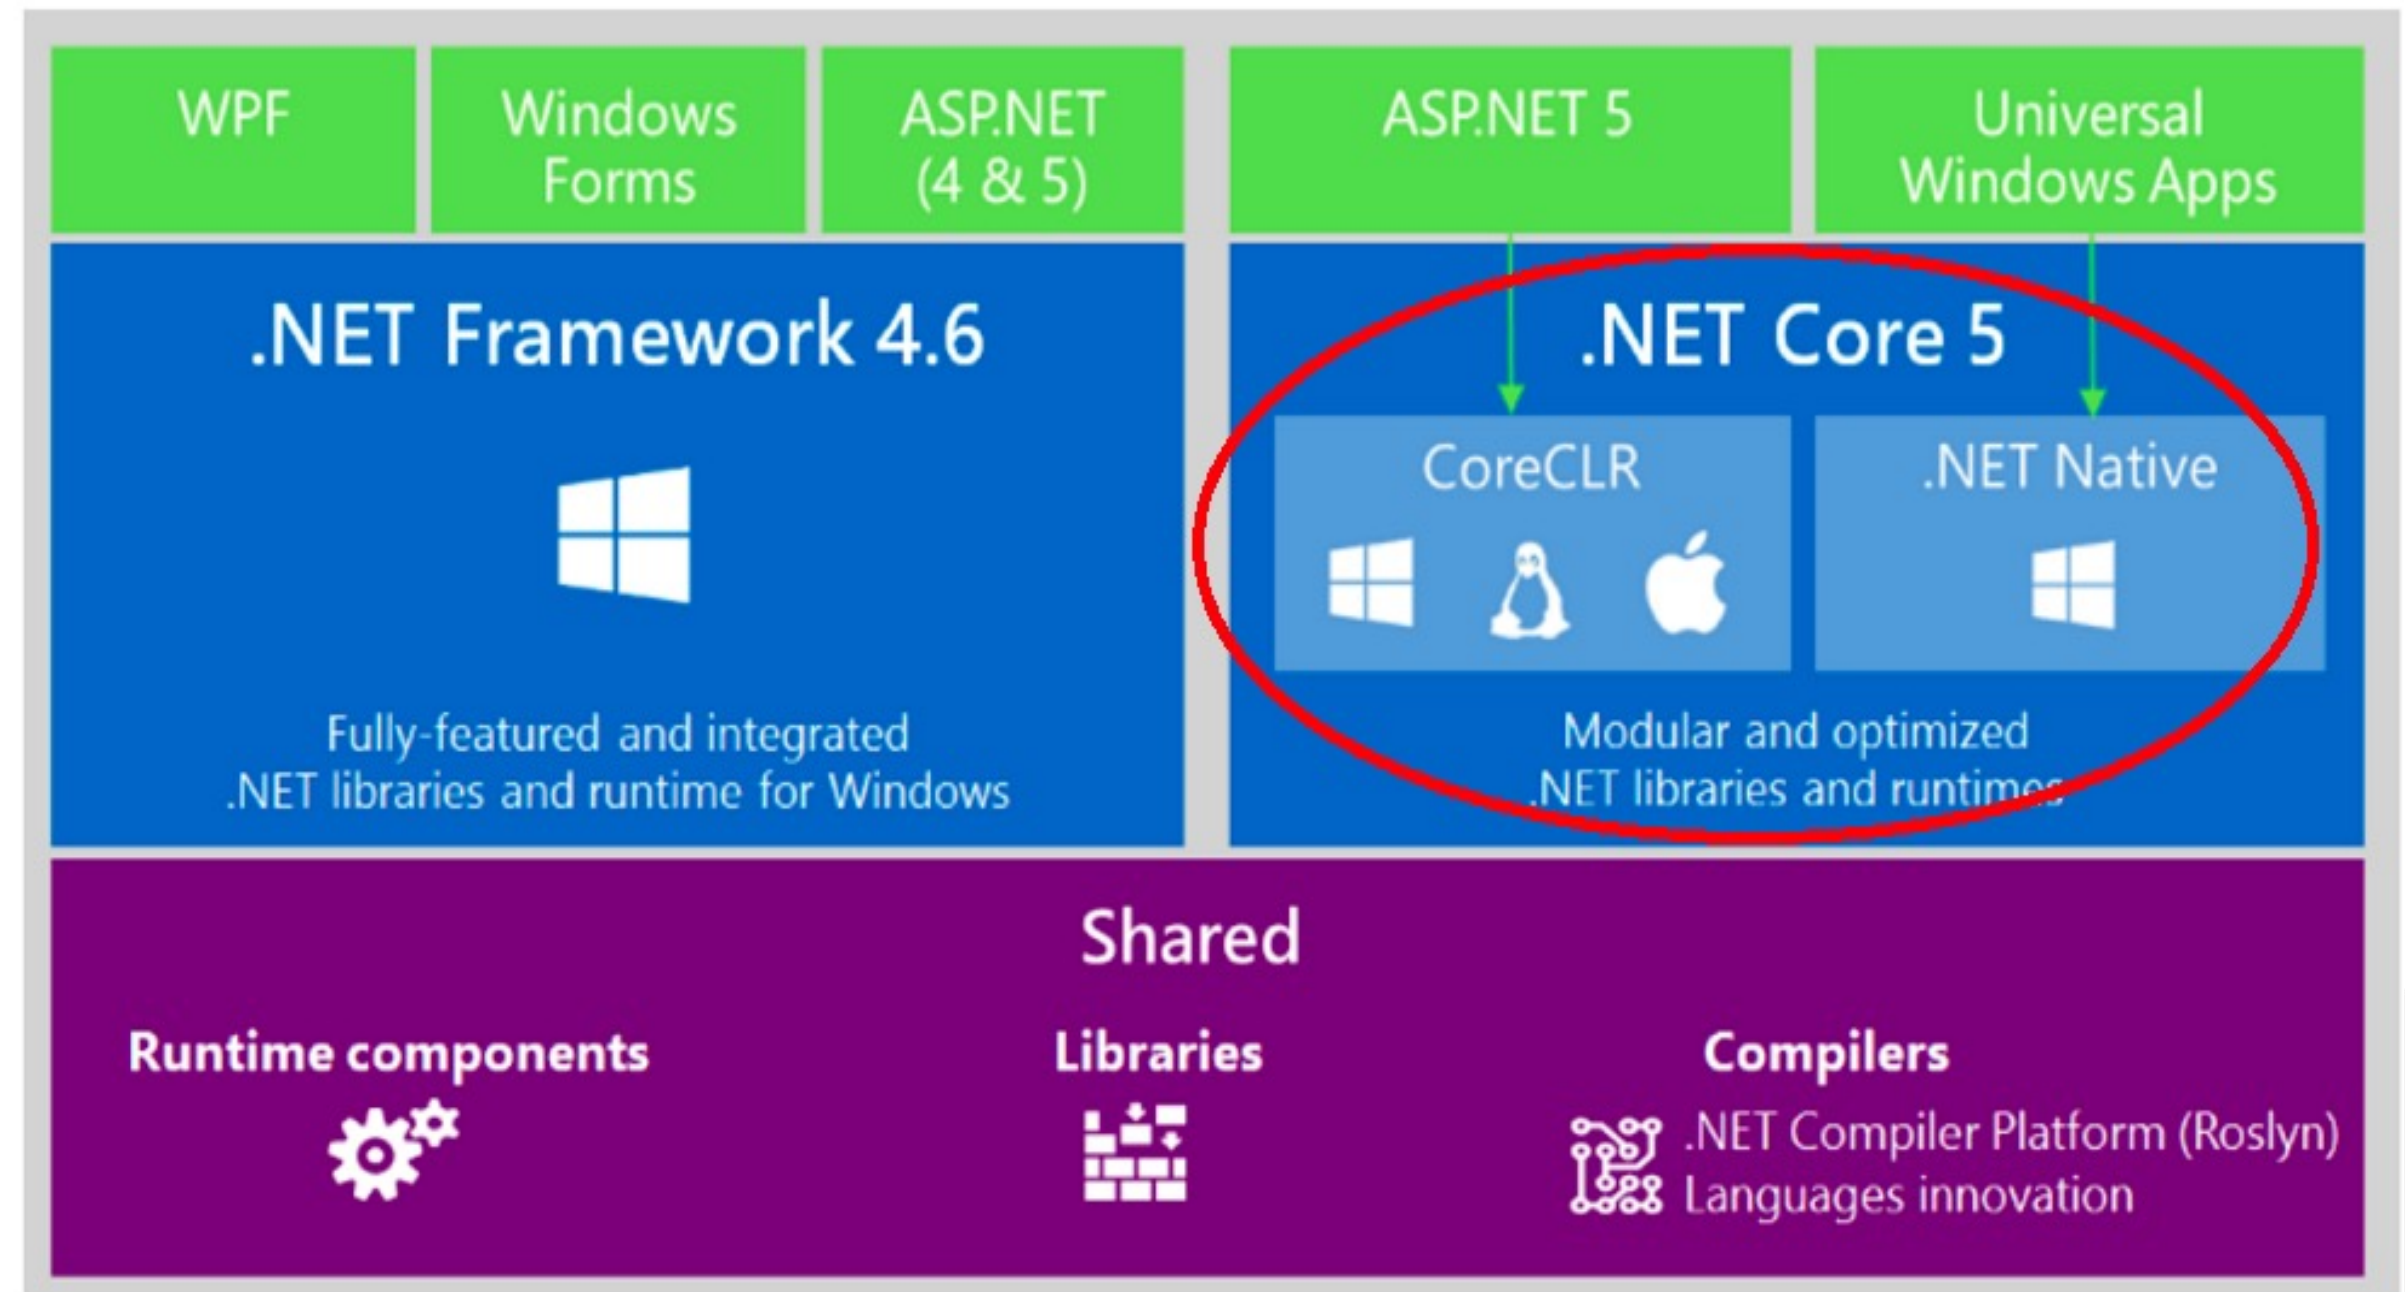 WPF
Windows
Forms
ASP.NET
(4 & 5)
ASP.NET 5
Universal
Windows Apps
.NET Framework 4.6
Fully-featured and integrated
.NET libraries and runtime for Windows
.NET Core 5
CoreCLR
.NET Native
Modular and optimized
.NET libraries and runtimes
Shared
Runtime components
Libraries
Compilers
.NET Compiler Platform (Roslyn)
Languages innovation